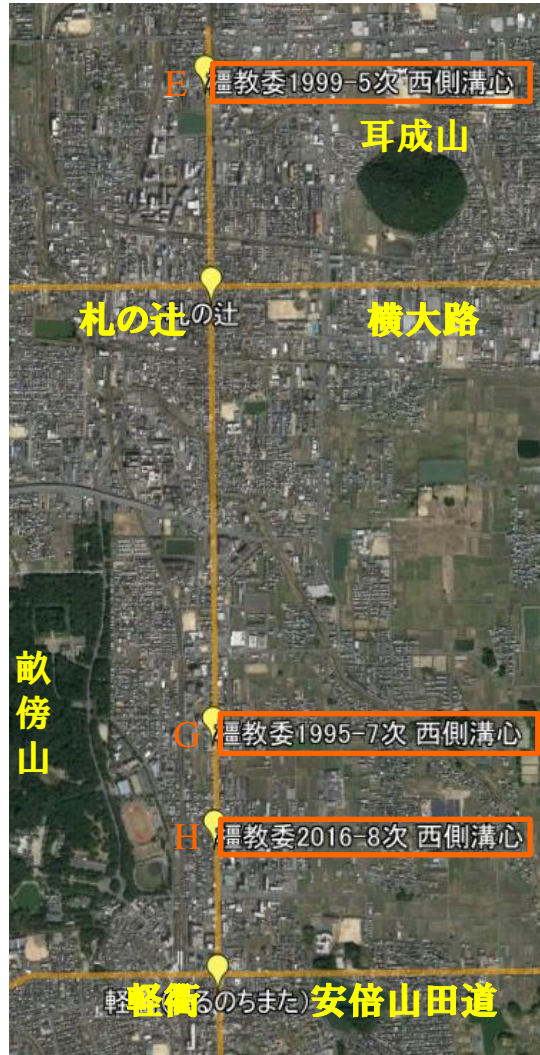 E
橿教委1999-5次 西側溝心
耳成山
札の辻
札の辻
横大路
畝傍山
G
橿教委1995-7次 西側溝心
H
橿教委2016-8次 西側溝心
軽衢
安倍山田道